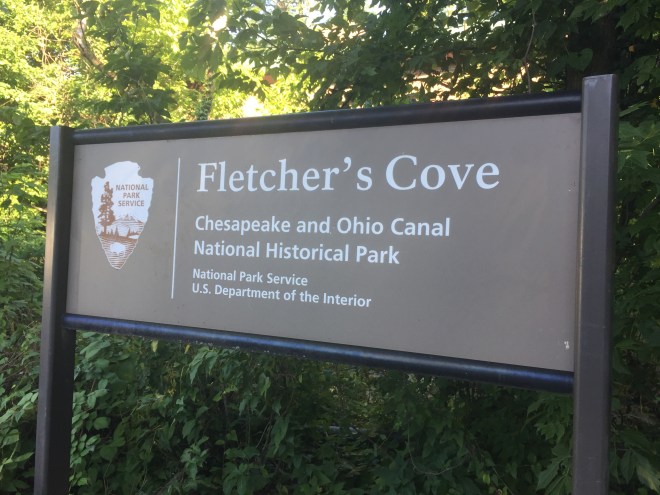 NATIONAL
PARK
SERVICE
Fletcher's Cove
Chesapeake and Ohio Canal
National Historical Park
National Park Service
U.S. Department of the Interior